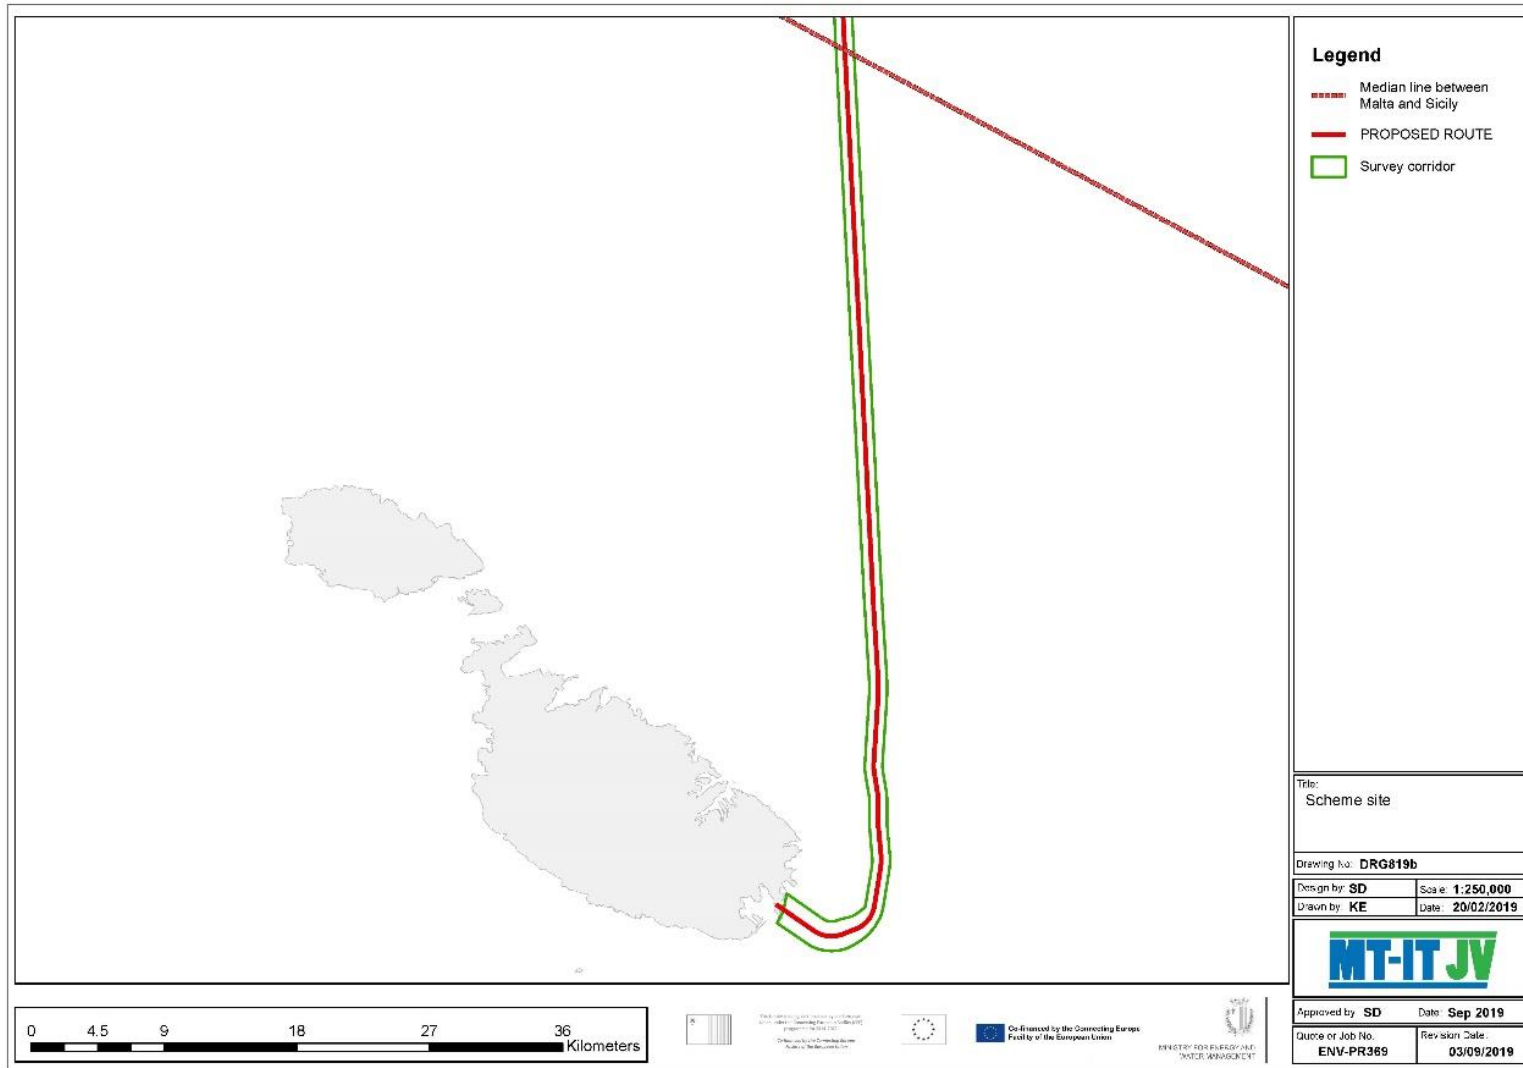 Legend
Median line between
Malta and Sicily
PROPOSED ROUTE
Survey corridor
Title:
Scheme site
Drawing No: DRG819b
Design by: SD
Scale: 1:250,000
Drawn by: KE
Date: 20/02/2019
MT-IT JV
Approved by: SD
Date: Sep 2019
Quote or Job No.
Revision Date:
ENV-PR369
03/09/2019
0 4.5 9 18 27 36
Kilometers
Co-financed by the Connecting Europe
Facility of the European Union
MINISTRY FOR ENERGY AND
WATER MANAGEMENT